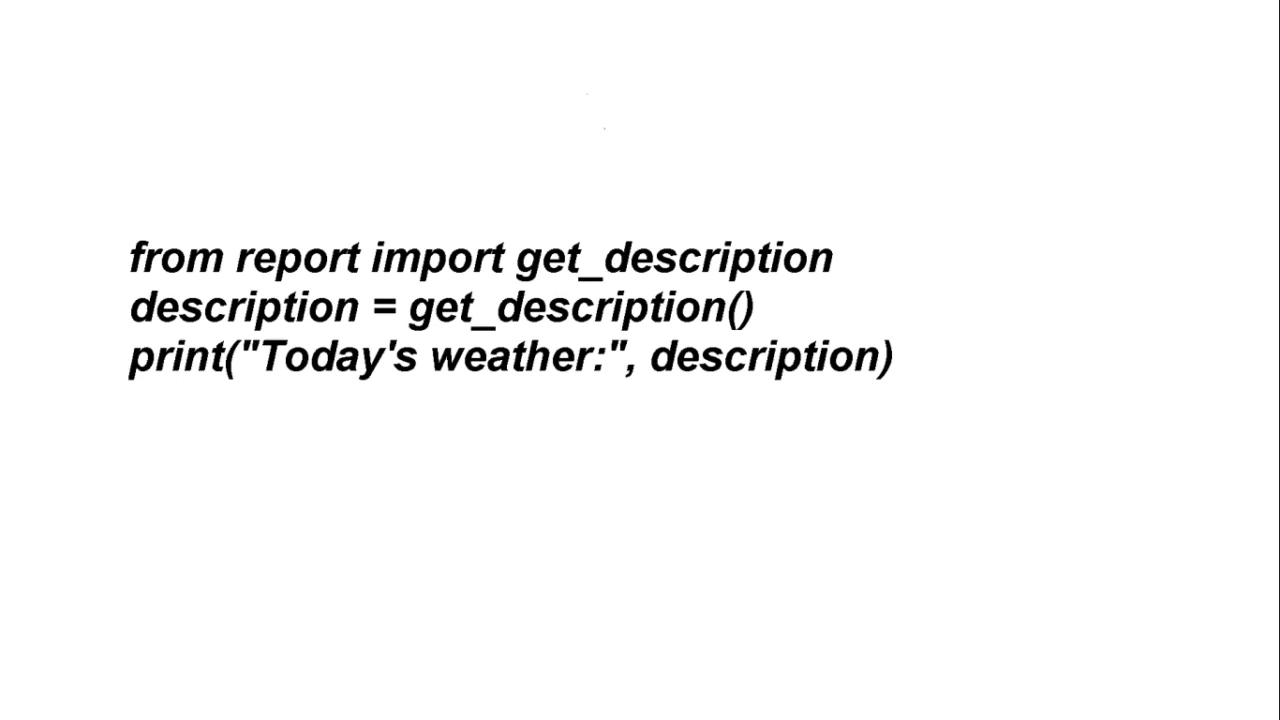 from report import get_description
description = get_description()
print("Today's weather:", description)